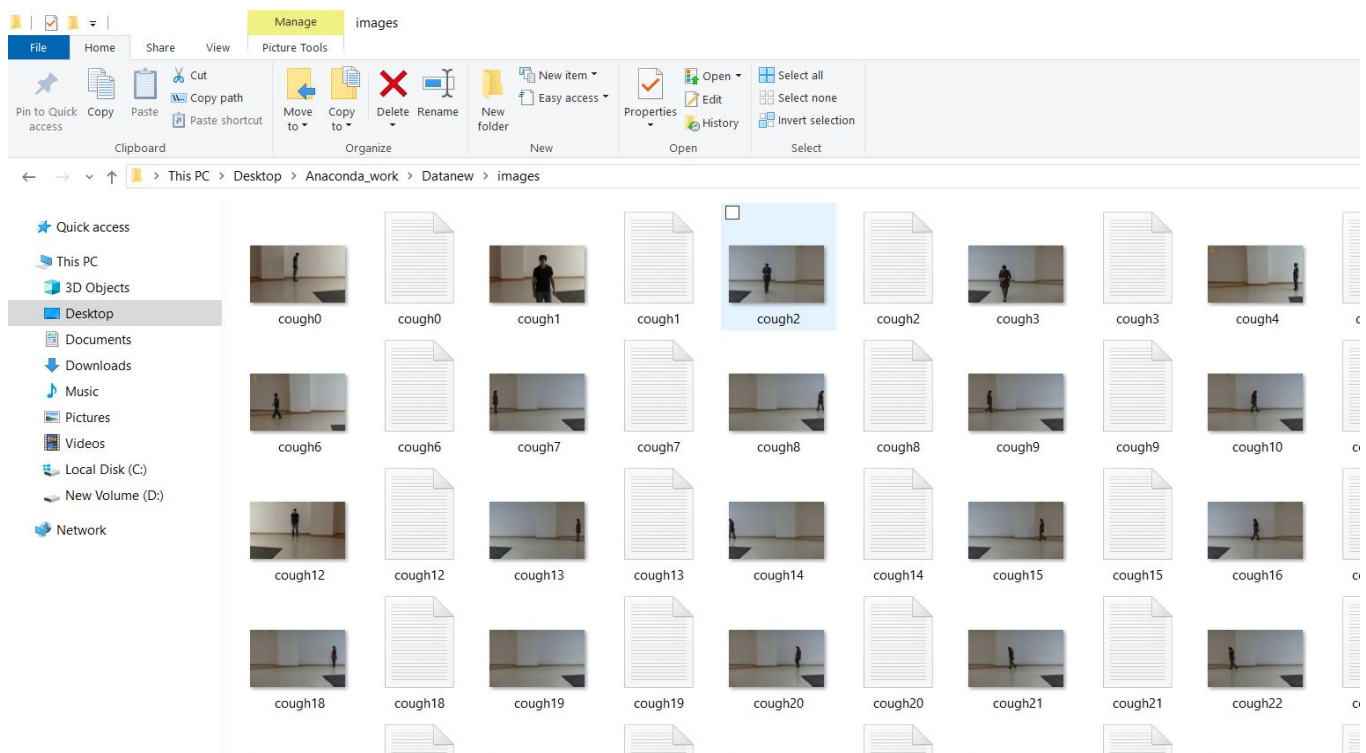 Manage
images
File
Home
Share
View
Picture Tools
Pin to Quick access
Copy
Paste
Cut
Copy path
Paste shortcut
Clipboard
Move to
Copy to
Delete
Rename
Organize
New folder
New item
Easy access
New
Properties
Open
Edit
History
Open
Select all
Select none
Invert selection
Select
This PC > Desktop > Anaconda_work > Datanew > images
Quick access
This PC
3D Objects
Desktop
Documents
Downloads
Music
Pictures
Videos
Local Disk (C:)
New Volume (D:)
Network
cough0 cough0 cough1 cough1 cough2 cough2 cough3 cough3 cough4
cough6 cough6 cough7 cough7 cough8 cough8 cough9 cough9 cough10
cough12 cough12 cough13 cough13 cough14 cough14 cough15 cough15 cough16
cough18 cough18 cough19 cough19 cough20 cough20 cough21 cough21 cough22